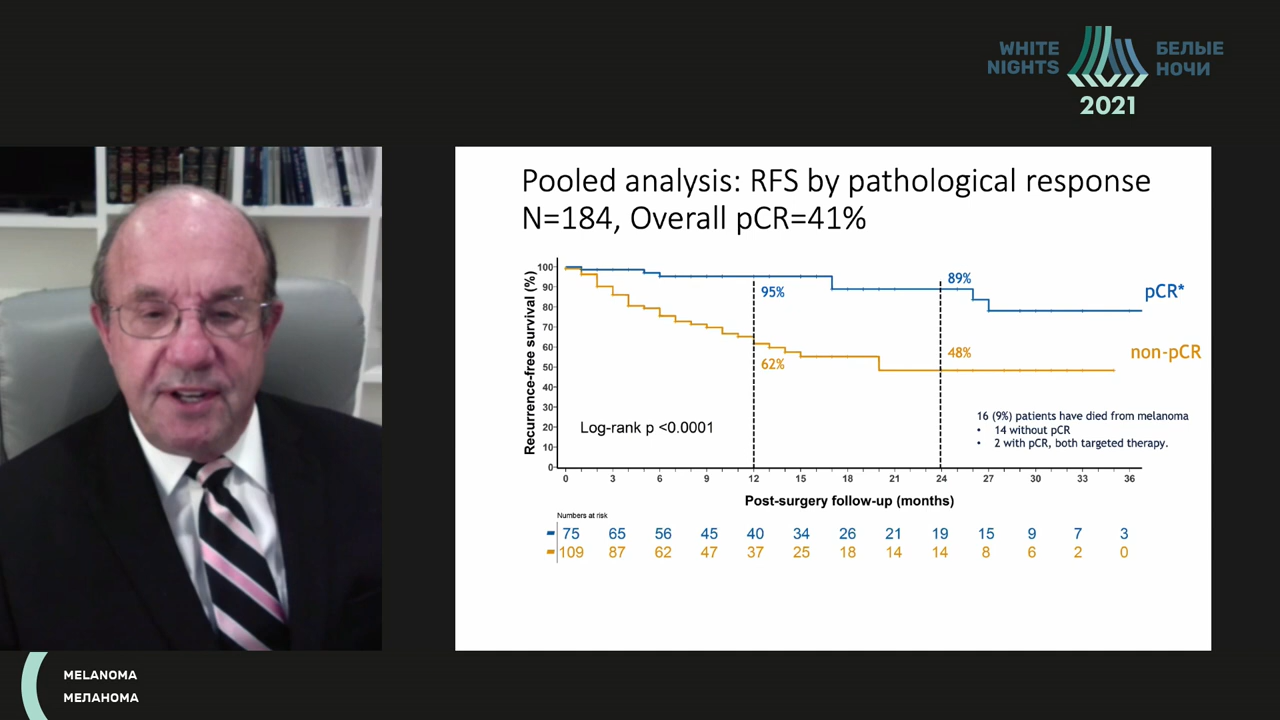 WHITE NIGHTS
БЕЛЫЕ НОЧИ
2021
Pooled analysis: RFS by pathological response
N=184, Overall pCR=41%
Recurrence-free survival (%)
100
90
80
70
60
50
40
30
20
10
0
95%
89%
pCR*
62%
48%
non-pCR
Log-rank p <0.0001
16 (9%) patients have died from melanoma
• 14 without pCR
• 2 with pCR, both targeted therapy.
0 3 6 9 12 15 18 21 24 27 30 33 36
Post-surgery follow-up (months)
Numbers at risk
75 65 56 45 40 34 26 21 19 15 9 7 3
109 87 62 47 37 25 18 14 14 8 6 2 0
MELANOMA
МЕЛАНОМА